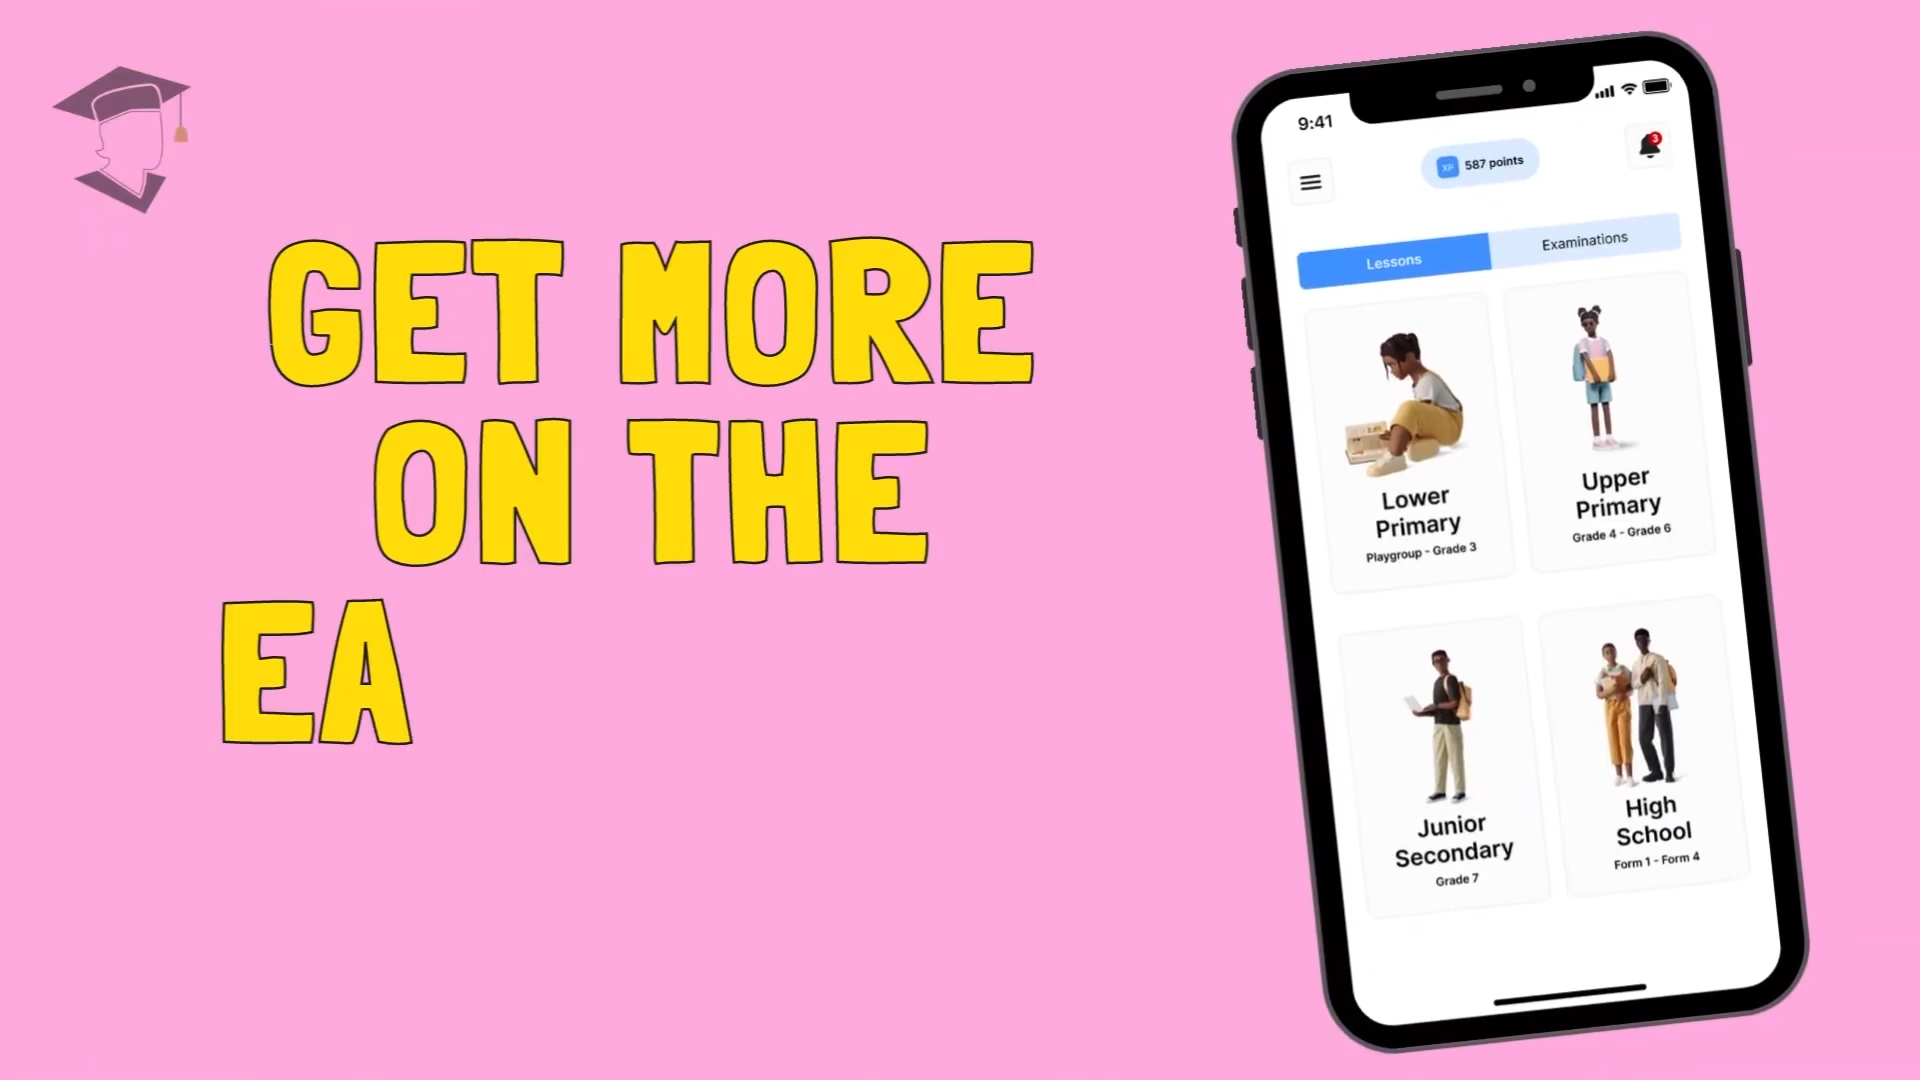 GET MORE
ON THE
EA
9:41
XP 587 points
3
Lessons
Examinations
Lower
Primary
Playgroup - Grade 3
Upper
Primary
Grade 4 - Grade 6
Junior
Secondary
Grade 7
High
School
Form 1 - Form 4